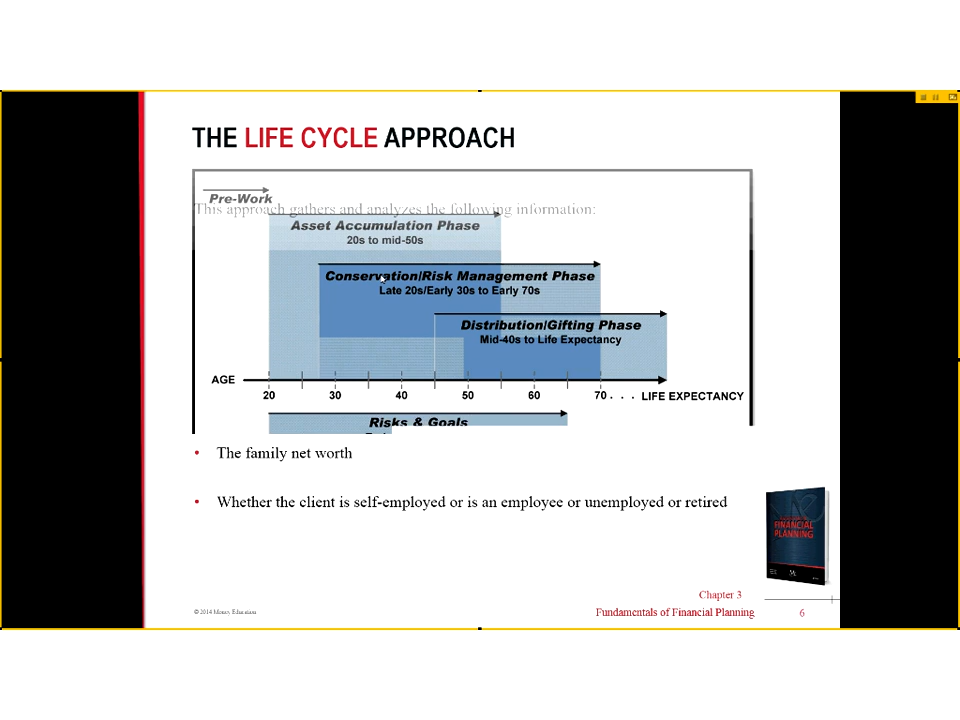 THE LIFE CYCLE APPROACH
Pre-Work
This approach gathers and analyzes the following information:
Asset Accumulation Phase
20s to mid-50s
Conservation/Risk Management Phase
Late 20s/Early 30s to Early 70s
Distribution/Gifting Phase
Mid-40s to Life Expectancy
AGE
20 30 40 50 60 70 . . . LIFE EXPECTANCY
Risks & Goals
• The family net worth
• Whether the client is self-employed or is an employee or unemployed or retired
FINANCIAL
PLANNING
Chapter 3
© 2014 Money Education
Fundamentals of Financial Planning
6